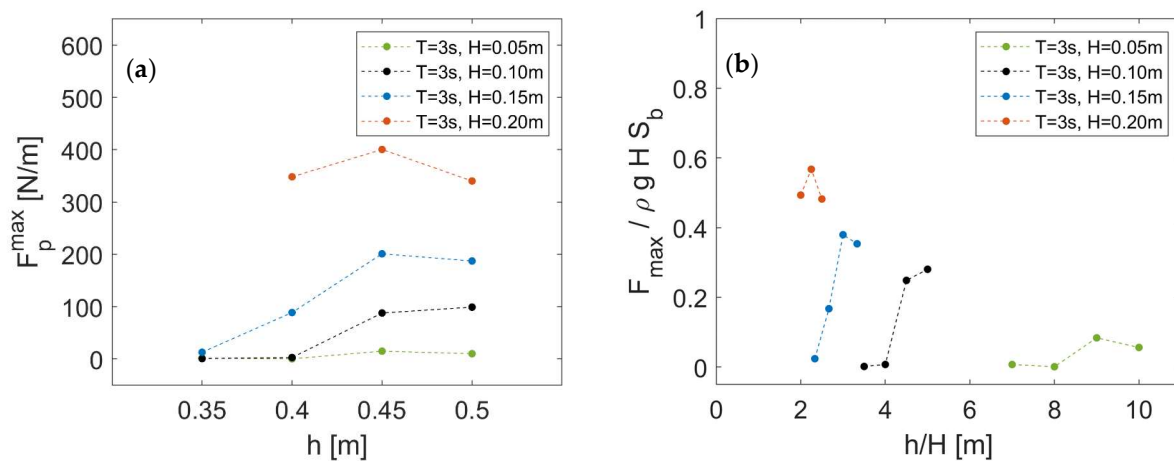 (a)
T=3s, H=0.05m
T=3s, H=0.10m
T=3s, H=0.15m
T=3s, H=0.20m
600
500
400
300
200
100
0
F_p^max [N/m]
0.35 0.4 0.45 0.5
h [m]
(b)
T=3s, H=0.05m
T=3s, H=0.10m
T=3s, H=0.15m
T=3s, H=0.20m
1
0.8
0.6
0.4
0.2
0
F_max / ρ g H S_b
0 2 4 6 8 10
h/H [m]